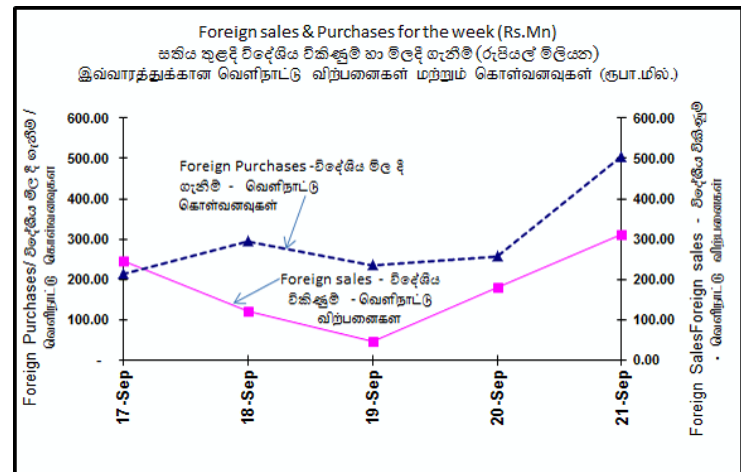 Foreign sales & Purchases for the week (Rs.Mn)
සතිය තුළදී විදේශීය විකිණුම් හා මිලදී ගැනීම් (රුපියල් මිලියන)
இவ்வாரத்துக்கான வெளிநாட்டு விற்பனைகள் மற்றும் கொள்வனவுகள் (ரூபா.மில்.)
Foreign Purchases/ විදේශීය මිල දී ගැනීම් /
வெளிநாட்டு கொள்வனவுகள
600.00
500.00
400.00
300.00
200.00
100.00
-
Foreign Purchases -විදේශීය මිල දී
ගැනීම් - வெளிநாட்டு
கொள்வனவுகள்
Foreign sales - විදේශීය
විකිණුම් -வெளிநாட்டு
விற்பனைகள
600.00
500.00
400.00
300.00
200.00
100.00
0.00
Foreign SalesForeign sales - විදේශීය විකිණුම්
- வெளிநாட்டு விற்பனைகள்
17-Sep
18-Sep
19-Sep
20-Sep
21-Sep